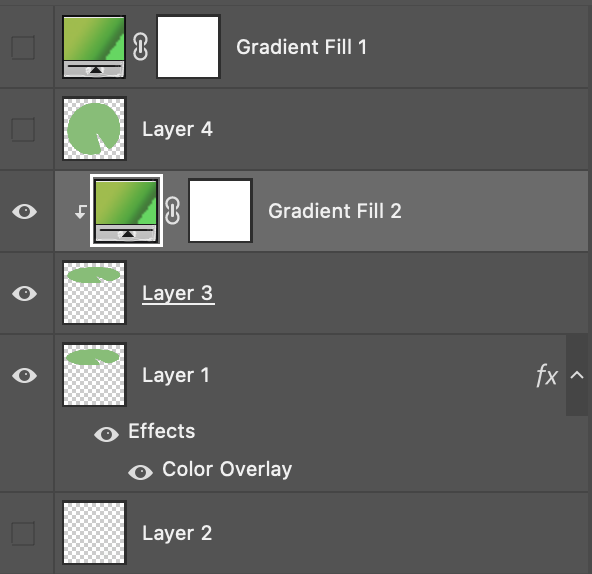 Gradient Fill 1
Layer 4
Gradient Fill 2
Layer 3
Layer 1 fx
Effects
Color Overlay
Layer 2